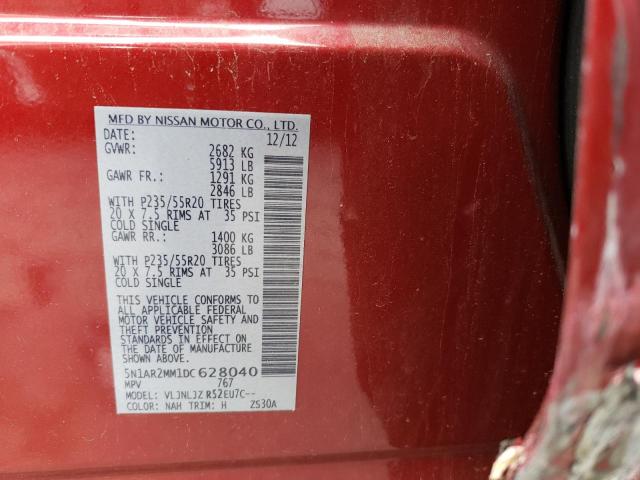 MFD BY NISSAN MOTOR CO., LTD.
DATE: 12/12
GVWR: 2682 KG
5913 LB
GAWR FR.: 1291 KG
2846 LB
WITH P235/55R20 TIRES
20 X 7.5 RIMS AT 35 PSI
COLD SINGLE
GAWR RR.: 1400 KG
3086 LB
WITH P235/55R20 TIRES
20 X 7.5 RIMS AT 35 PSI
COLD SINGLE
THIS VEHICLE CONFORMS TO
ALL APPLICABLE FEDERAL
MOTOR VEHICLE SAFETY AND
THEFT PREVENTION
STANDARDS IN EFFECT ON
THE DATE OF MANUFACTURE
SHOWN ABOVE.
5N1AR2MM1DC628040
MPV 767
MODEL: VLJNLJZ R52EU7C--
COLOR: NAH TRIM: H ZS30A